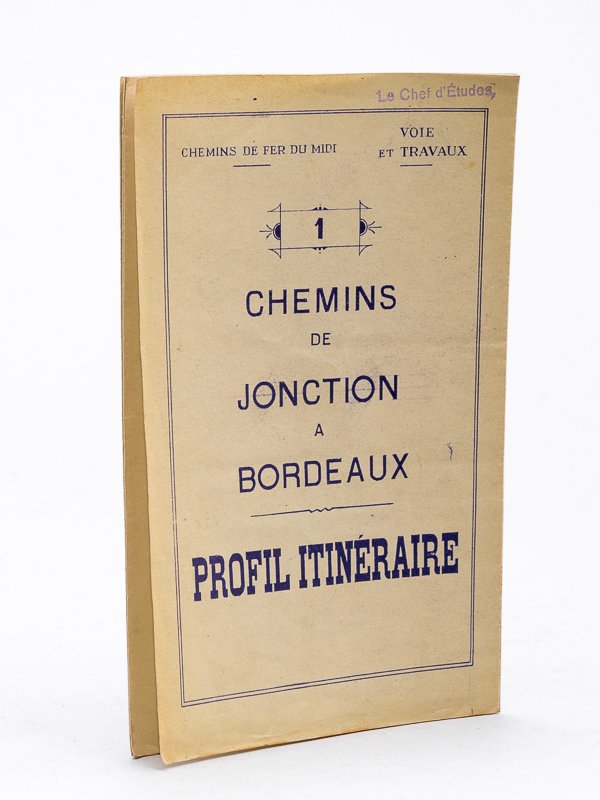 Le Chef d'Études,
CHEMINS DE FER DU MIDI
VOIE
ET TRAVAUX
1
CHEMINS
DE
JONCTION
A
BORDEAUX
PROFIL ITINÉRAIRE